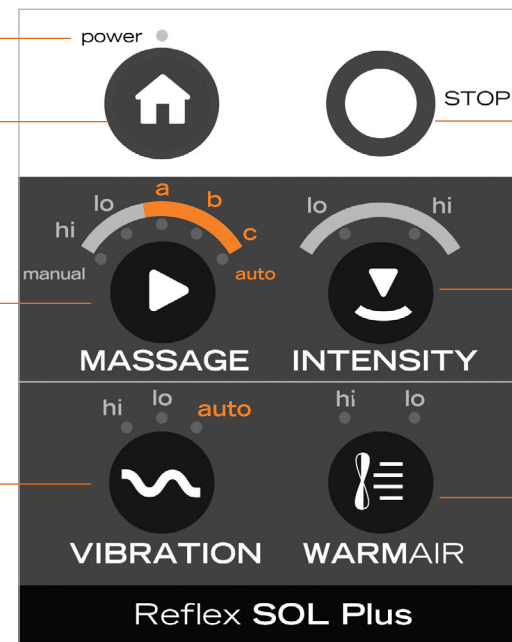 power
STOP
lo a b
hi c
manual auto
MASSAGE
lo hi
INTENSITY
hi lo auto
VIBRATION
hi lo
WARMAIR
Reflex SOL Plus